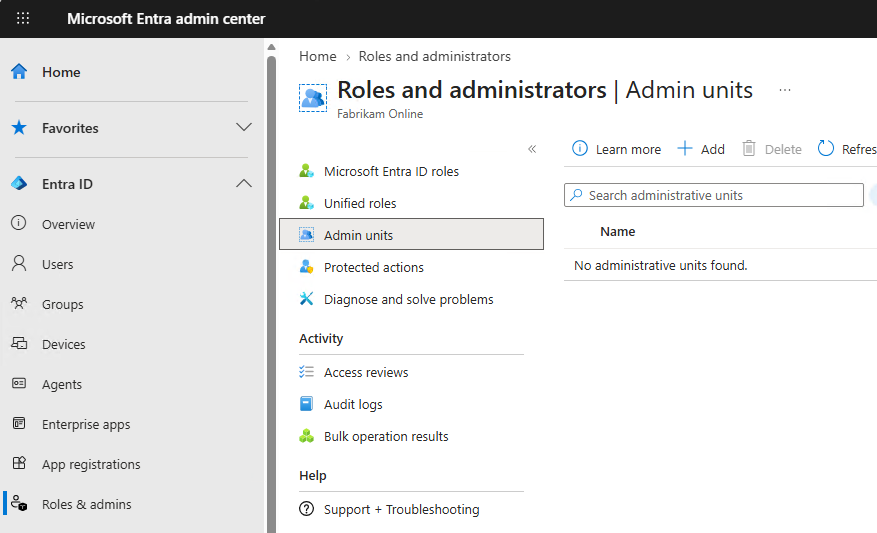 Microsoft Entra admin center
Home
Favorites
Entra ID
Overview
Users
Groups
Devices
Agents
Enterprise apps
App registrations
Roles & admins
Home > Roles and administrators
Roles and administrators | Admin units ...
Fabrikam Online
«
Microsoft Entra ID roles
Unified roles
Admin units
Protected actions
Diagnose and solve problems
Activity
Access reviews
Audit logs
Bulk operation results
Help
Support + Troubleshooting
Learn more + Add Delete Refres
Search administrative units
Name
No administrative units found.